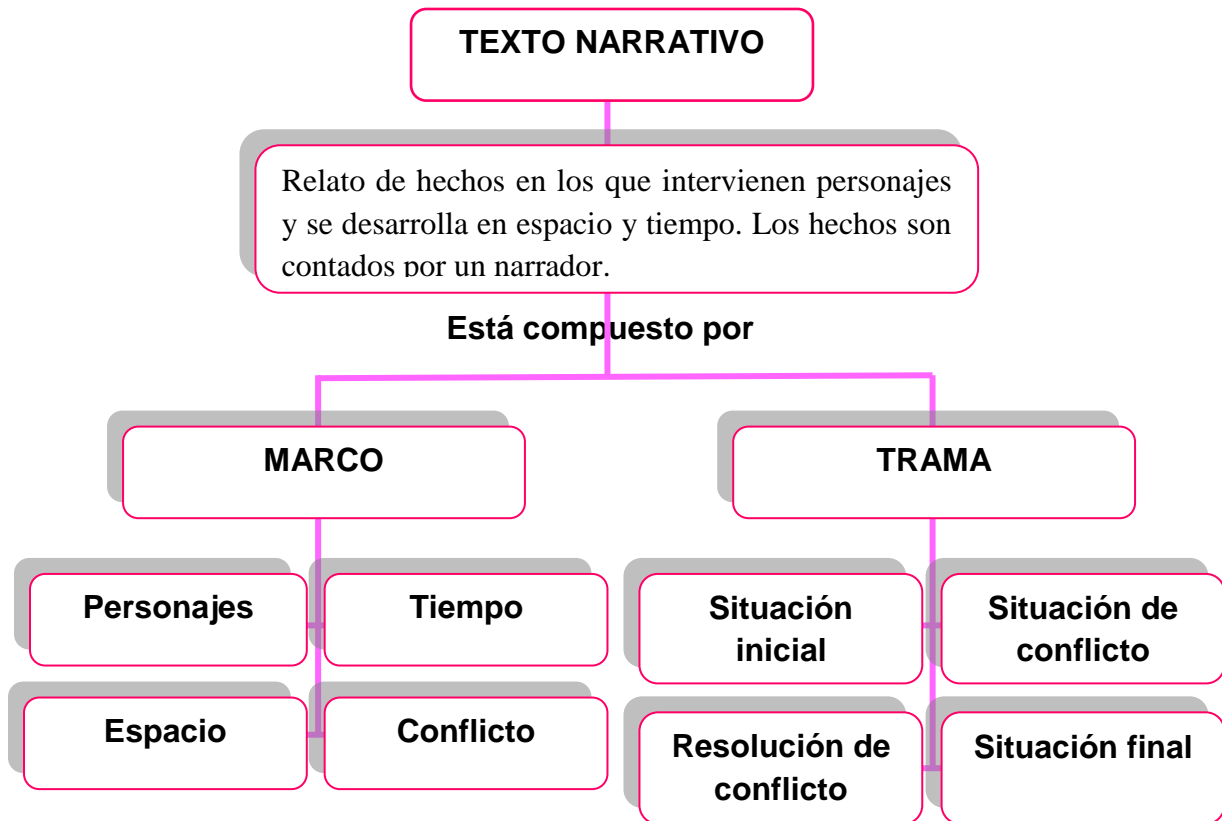 TEXTO NARRATIVO
Relato de hechos en los que intervienen personajes
y se desarrolla en espacio y tiempo. Los hechos son
contados por un narrador.
Está compuesto por
MARCO
TRAMA
Personajes
Tiempo
Situación
inicial
Situación de
conflicto
Espacio
Conflicto
Resolución de
conflicto
Situación final